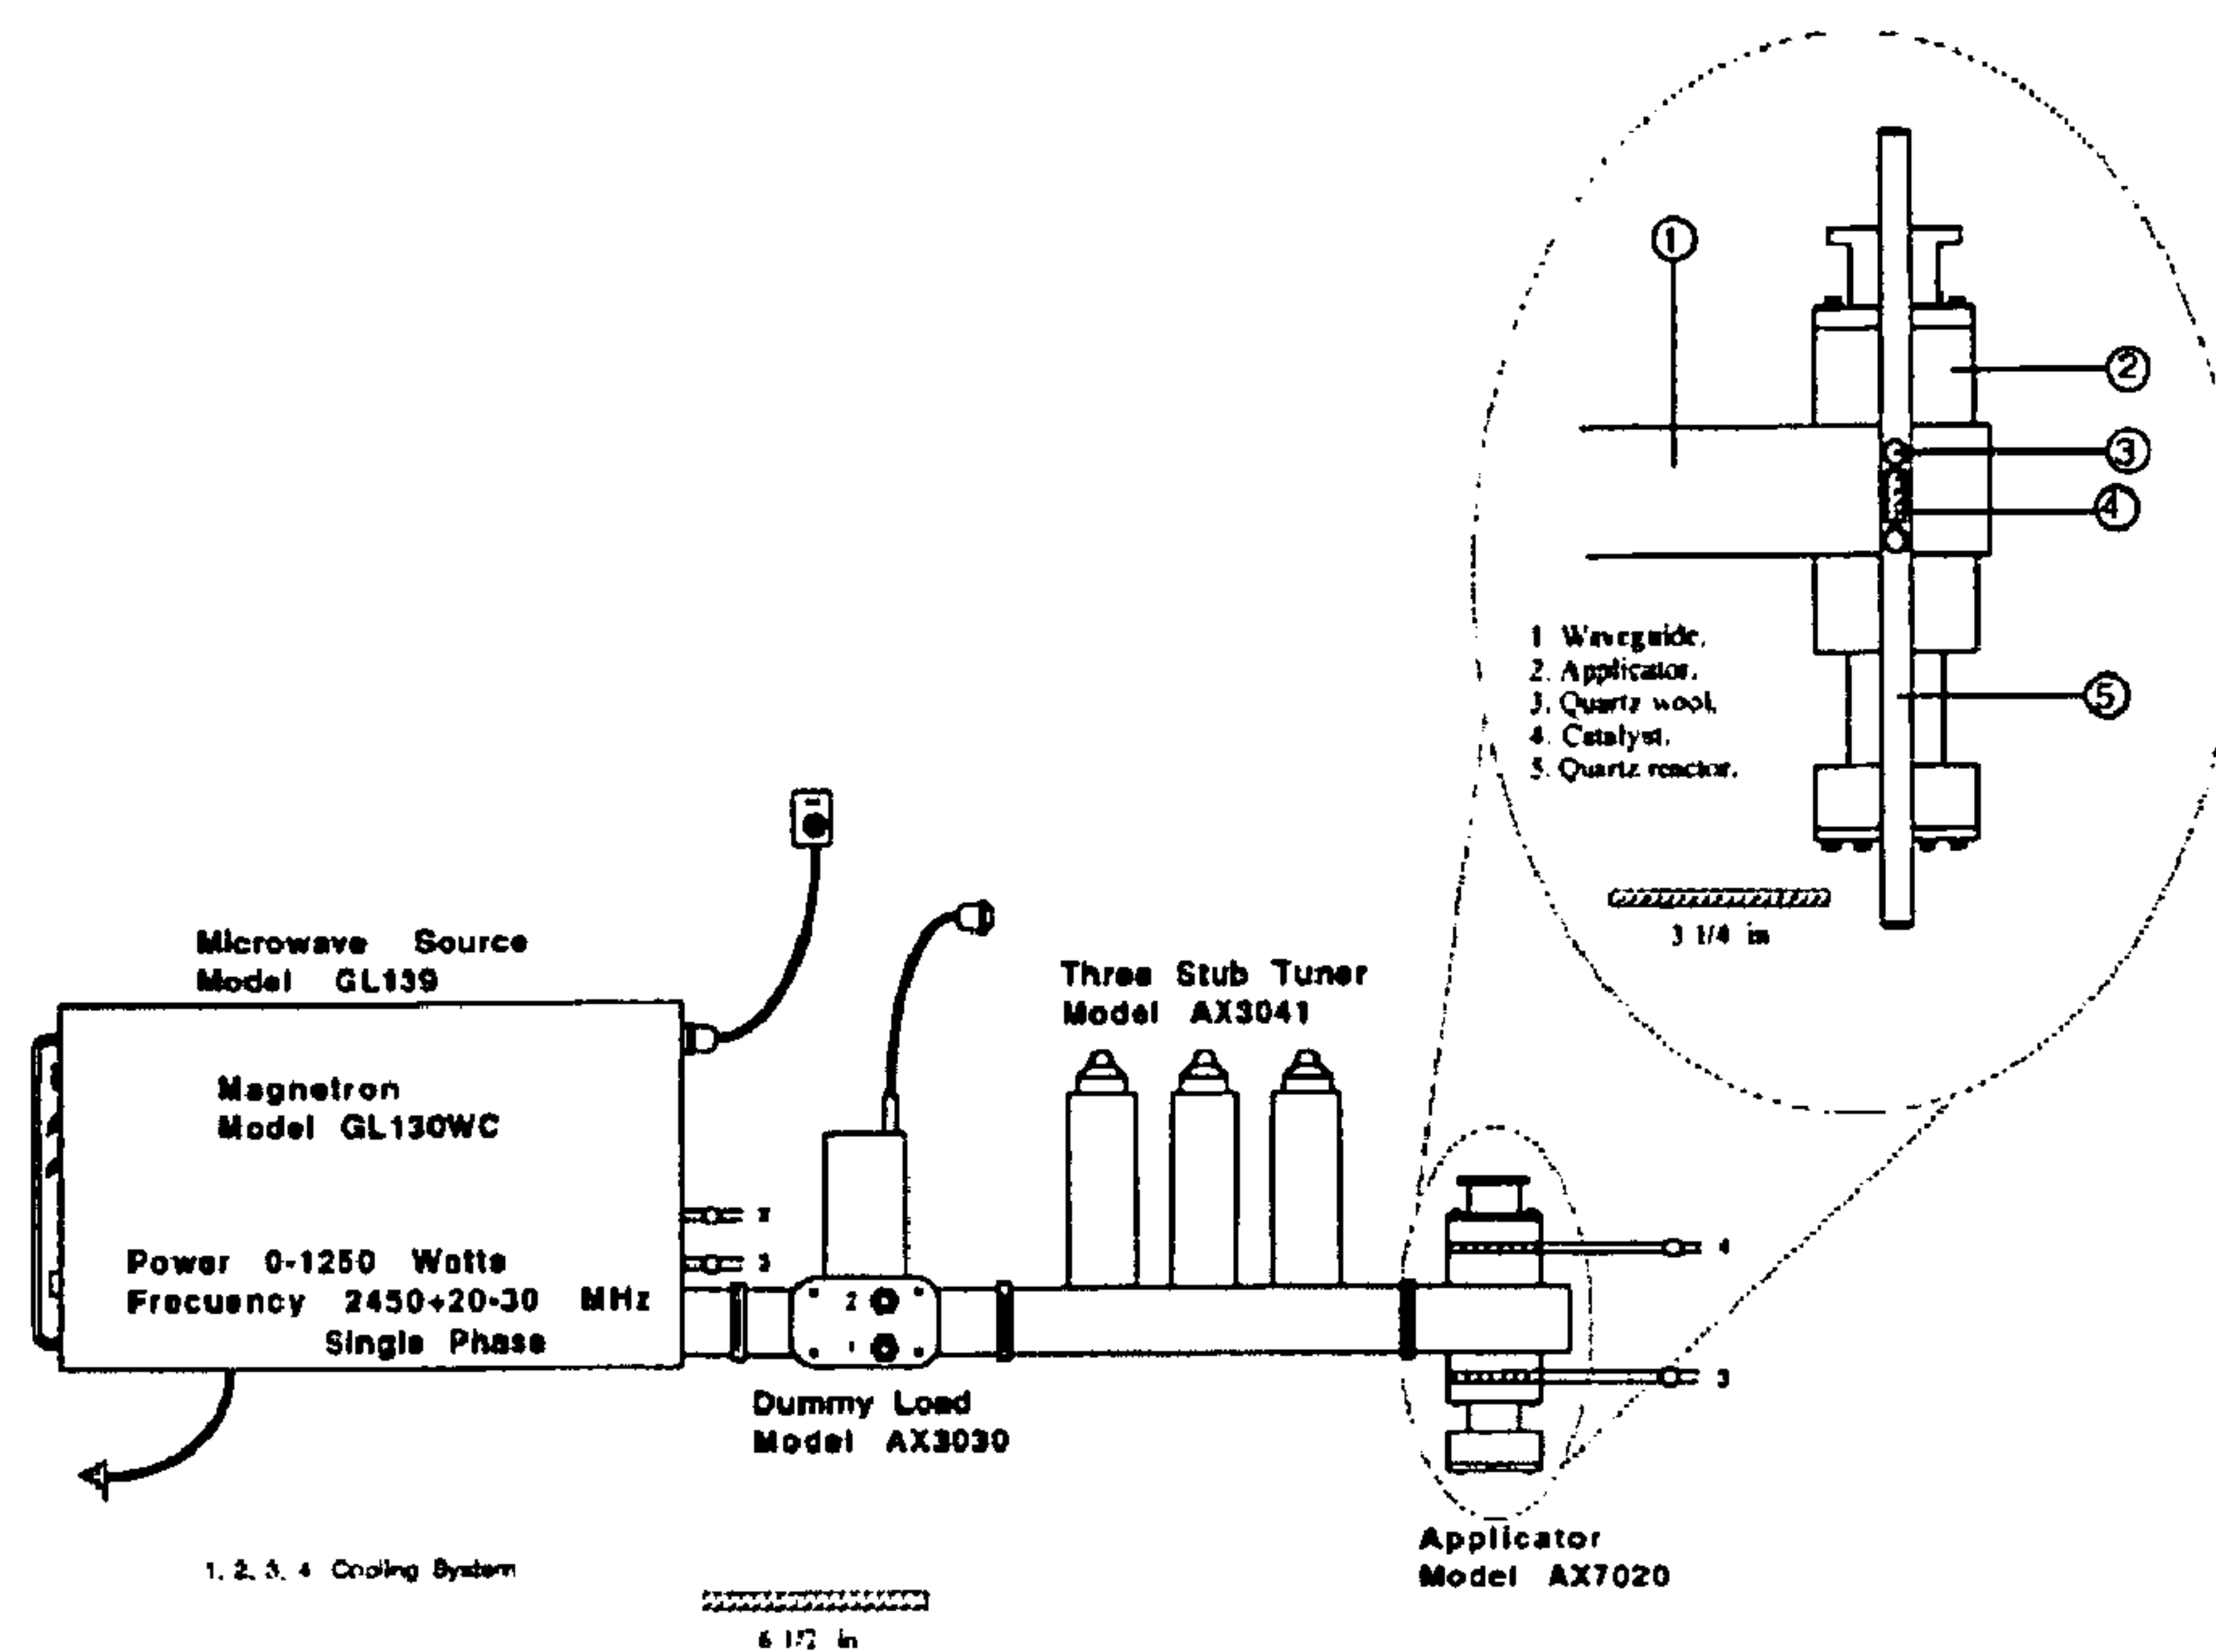 1
2
3
4
5
1 Waveguide.
2. Applicator.
3. Quartz wool.
4. Catalyst.
5. Quartz reactor.
3 1/4 in
Microwave Source
Model GL139
Magnetron
Model GL130WC
Power 0-1250 Watts
Frecuency 2450+20-30 MHz
Single Phase
Three Stub Tuner
Model AX3041
2
1
4
3
Dummy Load
Model AX3030
Applicator
Model AX7020
1, 2, 3, 4 Cooling System
6 1/2 in